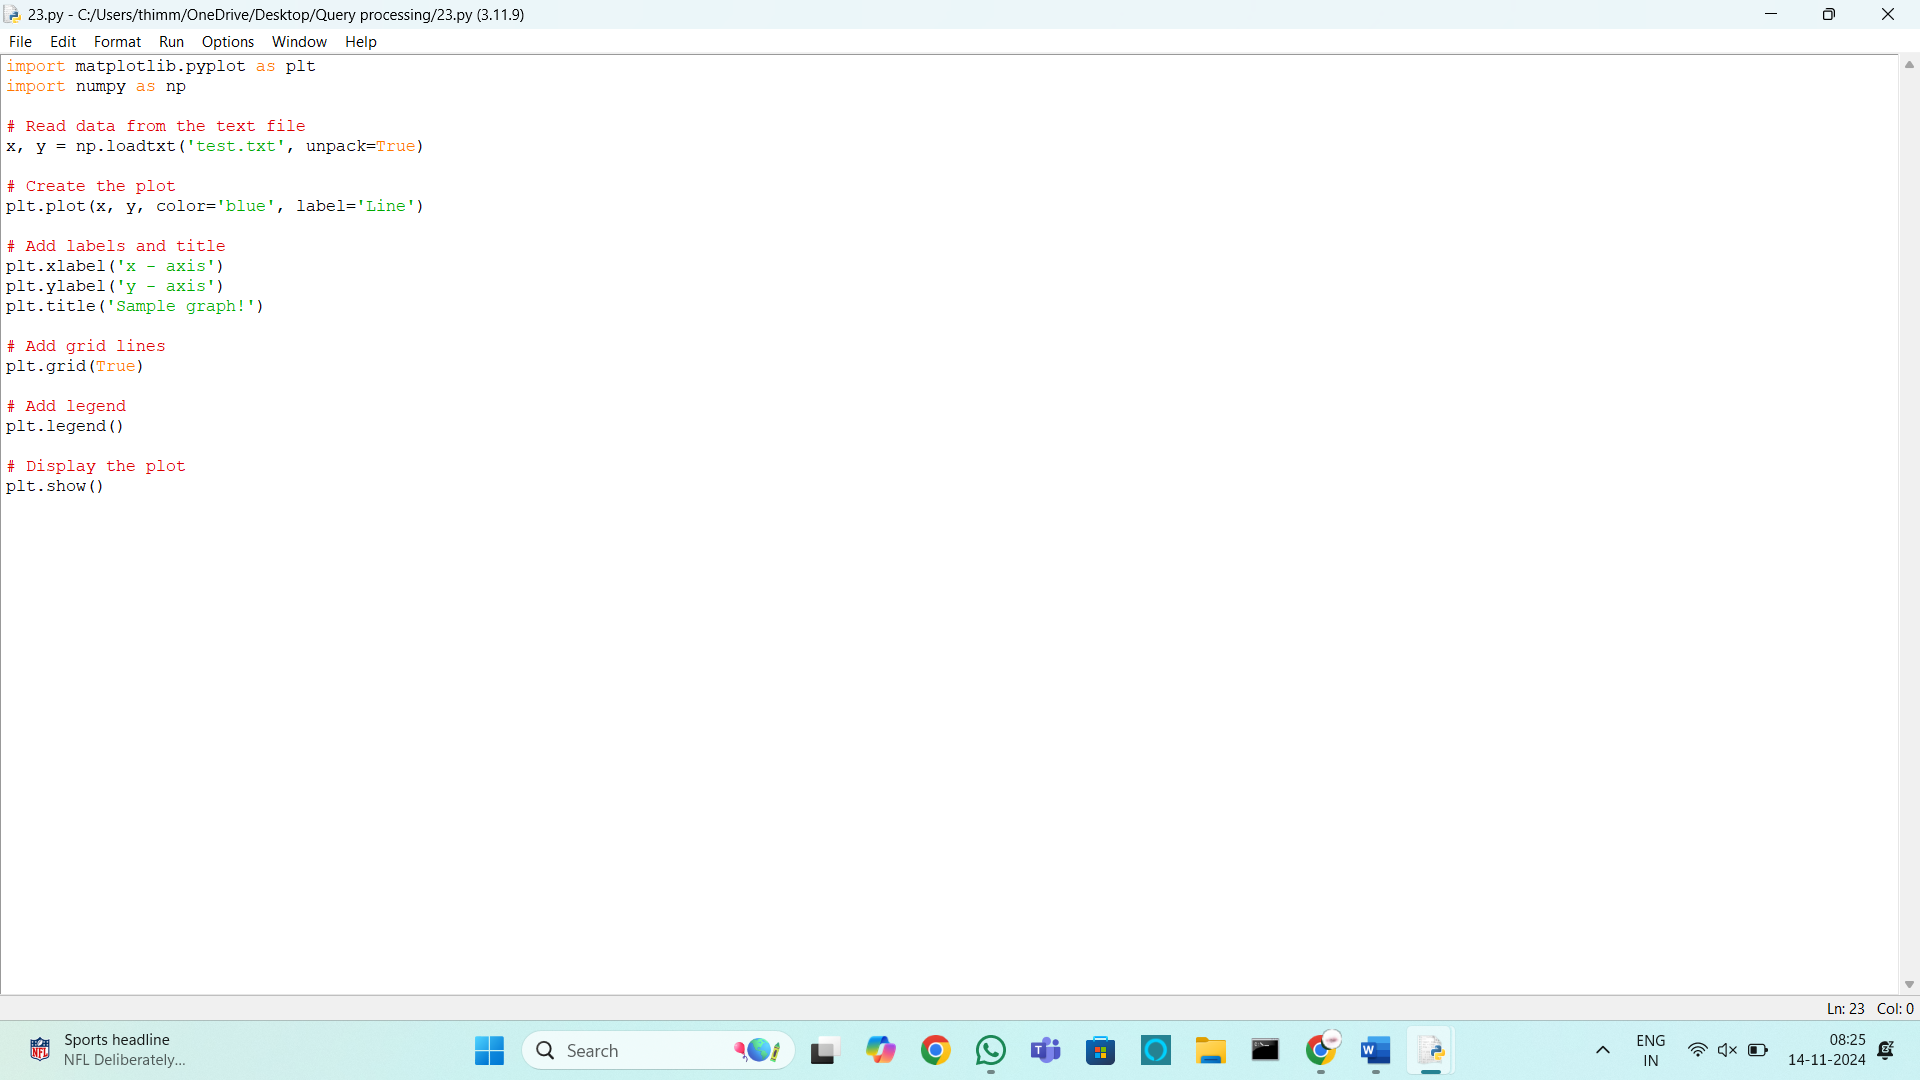 23.py - C:/Users/thimm/OneDrive/Desktop/Query processing/23.py (3.11.9)
File Edit Format Run Options Window Help
import matplotlib.pyplot as plt
import numpy as np
# Read data from the text file
x, y = np.loadtxt('test.txt', unpack=True)
# Create the plot
plt.plot(x, y, color='blue', label='Line')
# Add labels and title
plt.xlabel('x - axis')
plt.ylabel('y - axis')
plt.title('Sample graph!')
# Add grid lines
plt.grid(True)
# Add legend
plt.legend()
# Display the plot
plt.show()
Ln: 23 Col: 0
Sports headline
NFL Deliberately...
Search
ENG
IN
08:25
14-11-2024